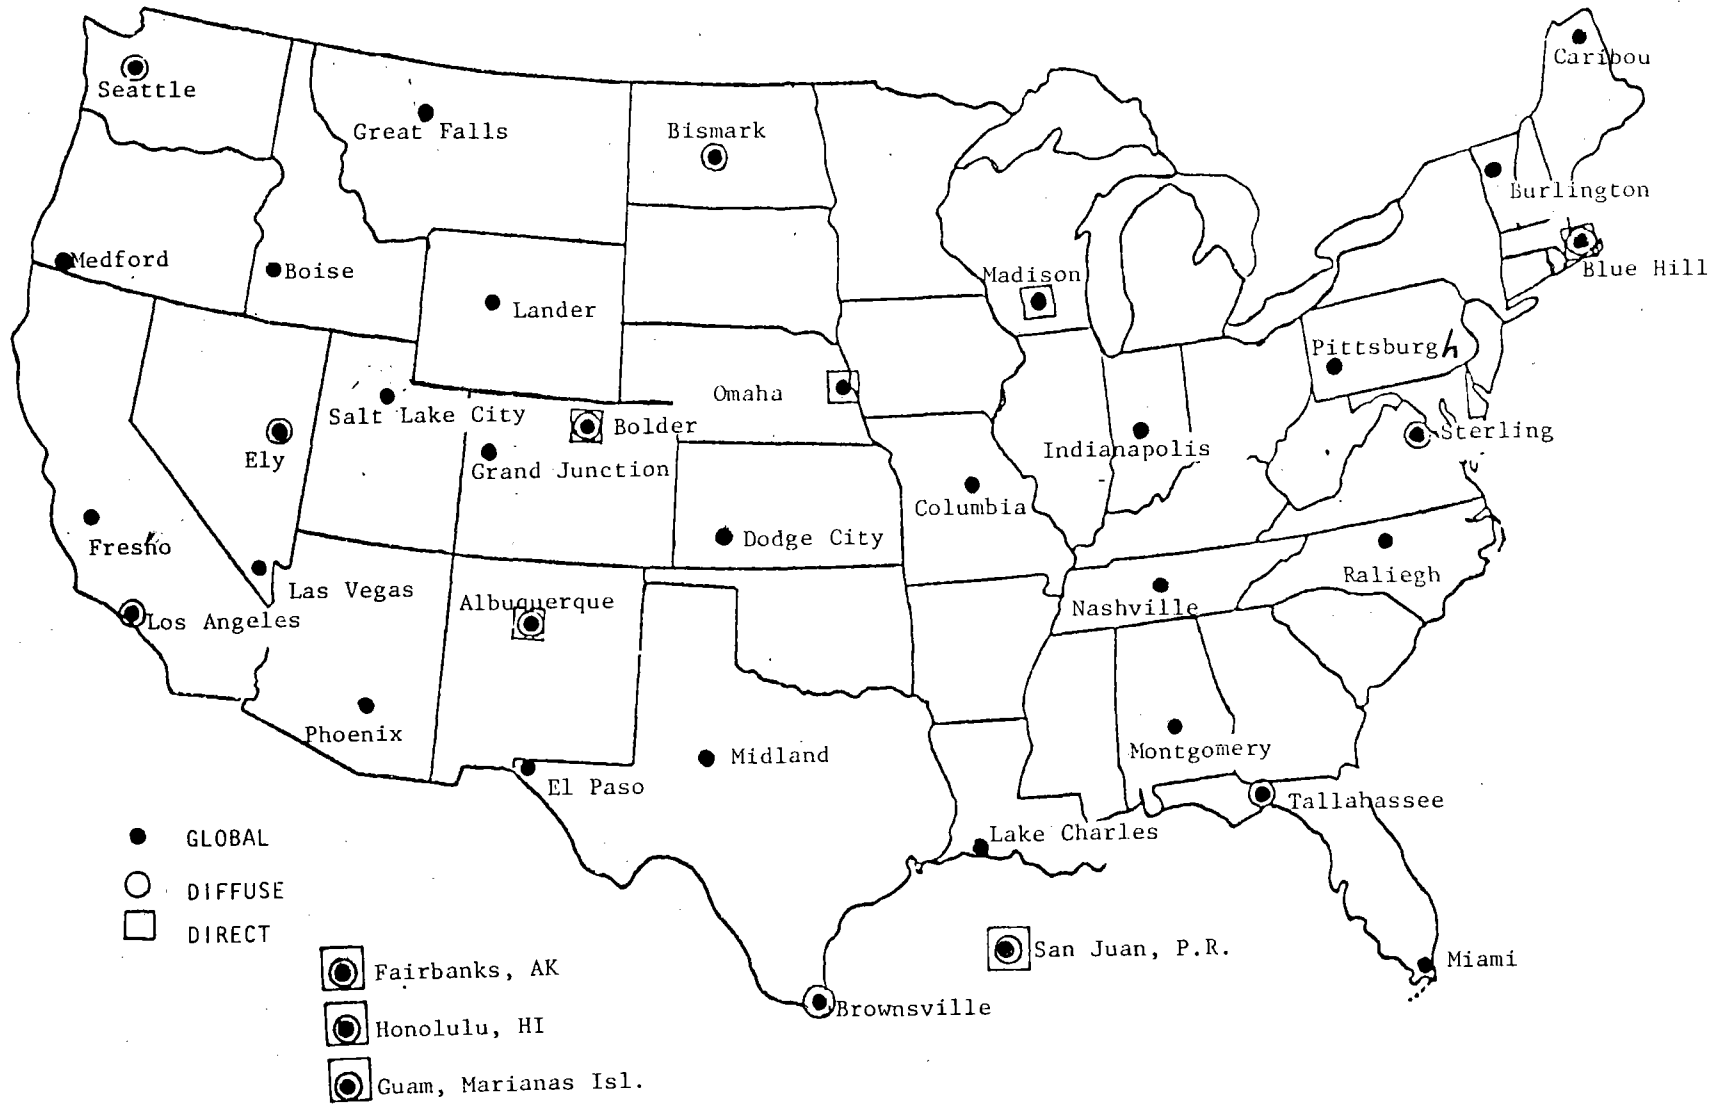 Caribou
Seattle
Great Falls
Bismark
Burlington
Medford
Boise
Blue Hill
Madison
Lander
Pittsburgh
Omaha
Salt Lake City
Bolder
Sterling
Ely
Grand Junction
Indianapolis
Columbia
Fresno
Dodge City
Raliegh
Las Vegas
Albuquerque
Nashville
Los Angeles
Phoenix
Midland
Montgomery
El Paso
Tallahassee
Lake Charles
GLOBAL
DIFFUSE
DIRECT
San Juan, P.R.
Miami
Fairbanks, AK
Brownsville
Honolulu, HI
Guam, Marianas Isl.